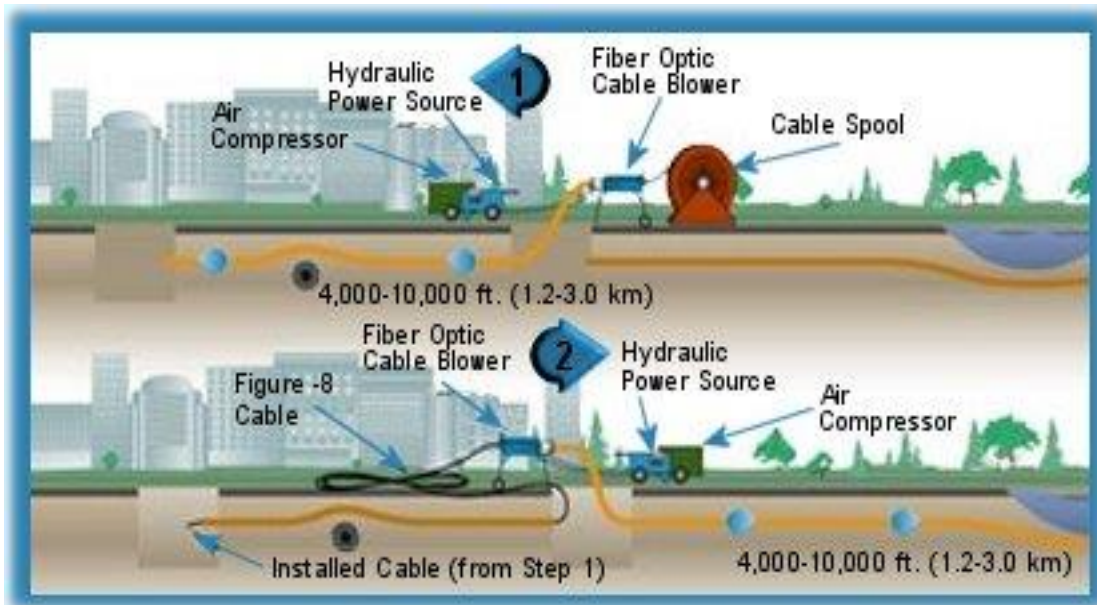 1
Hydraulic
Power Source
Fiber Optic
Cable Blower
Air
Compressor
Cable Spool
4,000-10,000 ft. (1.2-3.0 km)
Fiber Optic
Cable Blower
2
Hydraulic
Power Source
Figure -8
Cable
Air
Compressor
Installed Cable (from Step 1)
4,000-10,000 ft. (1.2-3.0 km)